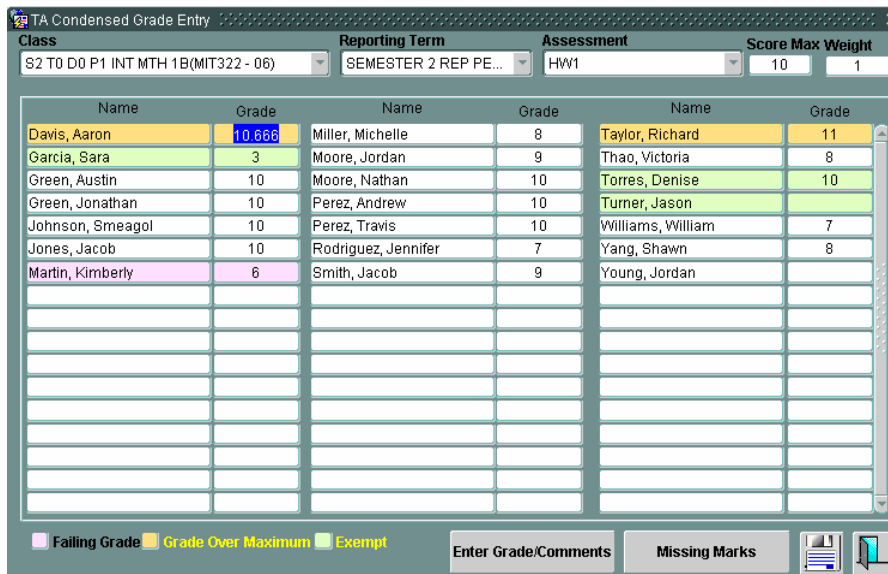 TA Condensed Grade Entry
Class Reporting Term Assessment Score Max Weight
S2 T0 D0 P1 INT MTH 1B(MIT322 - 06) SEMESTER 2 REP PE... HW1 10 1
Name Grade Name Grade Name Grade
Davis, Aaron 10.666 Miller, Michelle 8 Taylor, Richard 11
Garcia, Sara 3 Moore, Jordan 9 Thao, Victoria 8
Green, Austin 10 Moore, Nathan 10 Torres, Denise 10
Green, Jonathan 10 Perez, Andrew 10 Turner, Jason
Johnson, Smeagol 10 Perez, Travis 10 Williams, William 7
Jones, Jacob 10 Rodriguez, Jennifer 7 Yang, Shawn 8
Martin, Kimberly 6 Smith, Jacob 9 Young, Jordan
Failing Grade Grade Over Maximum Exempt Enter Grade/Comments Missing Marks